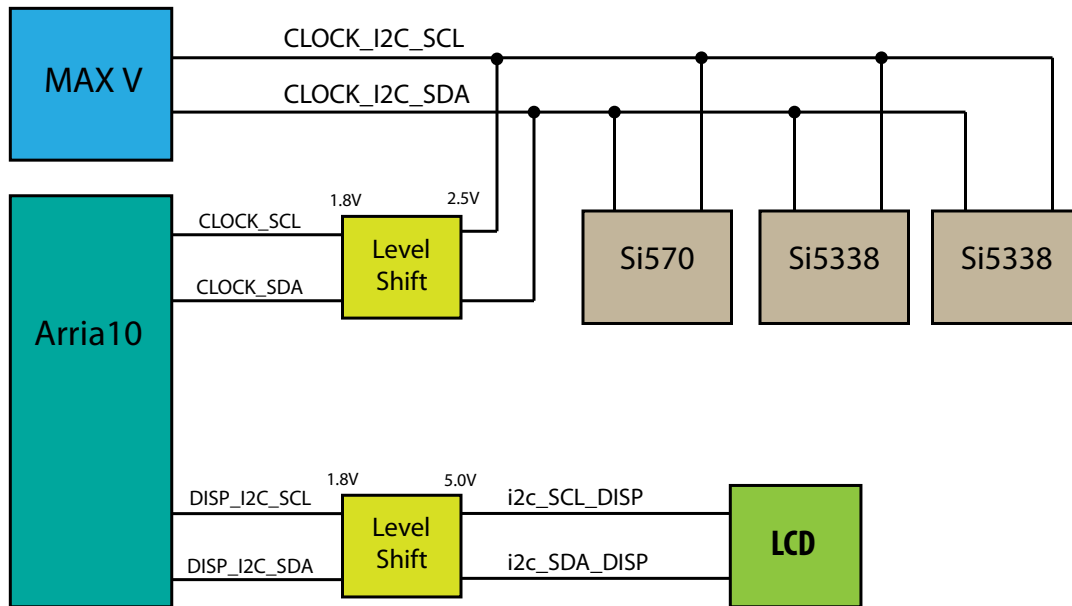 MAX V
CLOCK_I2C_SCL
CLOCK_I2C_SDA
Arria10
CLOCK_SCL
CLOCK_SDA
1.8V
2.5V
Level
Shift
Si570
Si5338
Si5338
DISP_I2C_SCL
DISP_I2C_SDA
1.8V
5.0V
Level
Shift
i2c_SCL_DISP
i2c_SDA_DISP
LCD